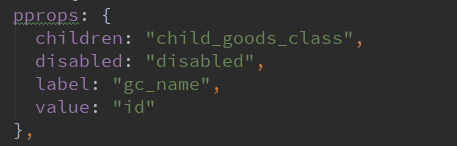 pprops: {
  children: "child_goods_class",
  disabled: "disabled",
  label: "gc_name",
  value: "id"
},